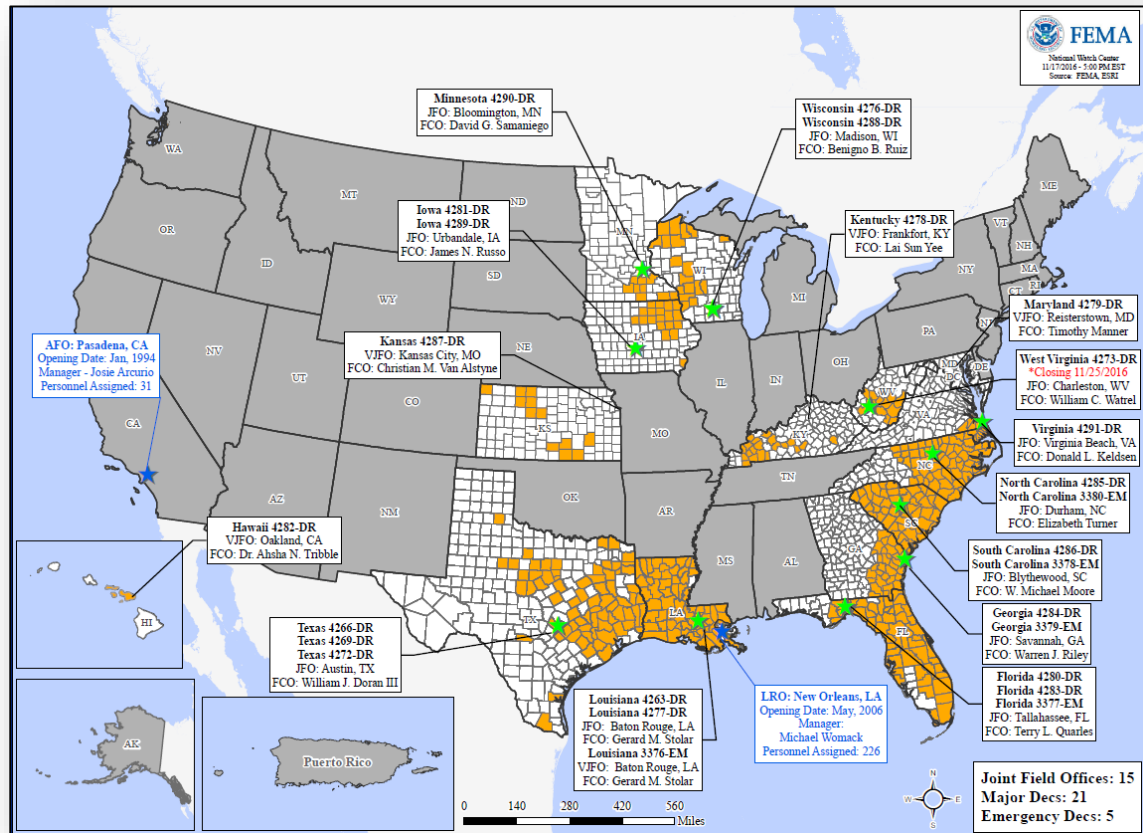 FEMA
National Watch Center
11/17/2016 - 5:00 PM EST
Source: FEMA, ESRI
Minnesota 4290-DR
JFO: Bloomington, MN
FCO: David G. Samaniego
Wisconsin 4276-DR
Wisconsin 4288-DR
JFO: Madison, WI
FCO: Benigno B. Ruiz
Iowa 4281-DR
Iowa 4289-DR
JFO: Urbandale, IA
FCO: James N. Russo
Kentucky 4278-DR
VJFO: Frankfort, KY
FCO: Lai Sun Yee
Maryland 4279-DR
VJFO: Reisterstown, MD
FCO: Timothy Manner
AFO: Pasadena, CA
Opening Date: Jan, 1994
Manager - Josie Arcurio
Personnel Assigned: 31
Kansas 4287-DR
VJFO: Kansas City, MO
FCO: Christian M. Van Alstyne
West Virginia 4273-DR
*Closing 11/25/2016
JFO: Charleston, WV
FCO: William C. Watrel
Virginia 4291-DR
JFO: Virginia Beach, VA
FCO: Donald L. Keldsen
North Carolina 4285-DR
North Carolina 3380-EM
JFO: Durham, NC
FCO: Elizabeth Turner
Hawaii 4282-DR
VJFO: Oakland, CA
FCO: Dr. Ahsha N. Tribble
South Carolina 4286-DR
South Carolina 3378-EM
JFO: Blythewood, SC
FCO: W. Michael Moore
Georgia 4284-DR
Georgia 3379-EM
JFO: Savannah, GA
FCO: Warren J. Riley
Texas 4266-DR
Texas 4269-DR
Texas 4272-DR
JFO: Austin, TX
FCO: William J. Doran III
Florida 4280-DR
Florida 4283-DR
Florida 3377-EM
JFO: Tallahassee, FL
FCO: Terry L. Quarles
Louisiana 4263-DR
Louisiana 4277-DR
JFO: Baton Rouge, LA
FCO: Gerard M. Stolar
Louisiana 3376-EM
VJFO: Baton Rouge, LA
FCO: Gerard M. Stolar
LRO: New Orleans, LA
Opening Date: May, 2006
Manager:
Michael Womack
Personnel Assigned: 226
WA
MT
ND
MN
ME
VT
NH
OR
ID
SD
WI
NY
MA
RI
CT
WY
MI
PA
NJ
NV
UT
NE
IA
IL
IN
OH
MD
DC
DE
CA
CO
KS
MO
KY
WV
VA
AZ
NM
OK
AR
TN
NC
SC
MS
AL
GA
TX
LA
FL
HI
AK
Puerto Rico
0 140 280 420 560
Miles
N
W E
S
Joint Field Offices: 15
Major Decs: 21
Emergency Decs: 5